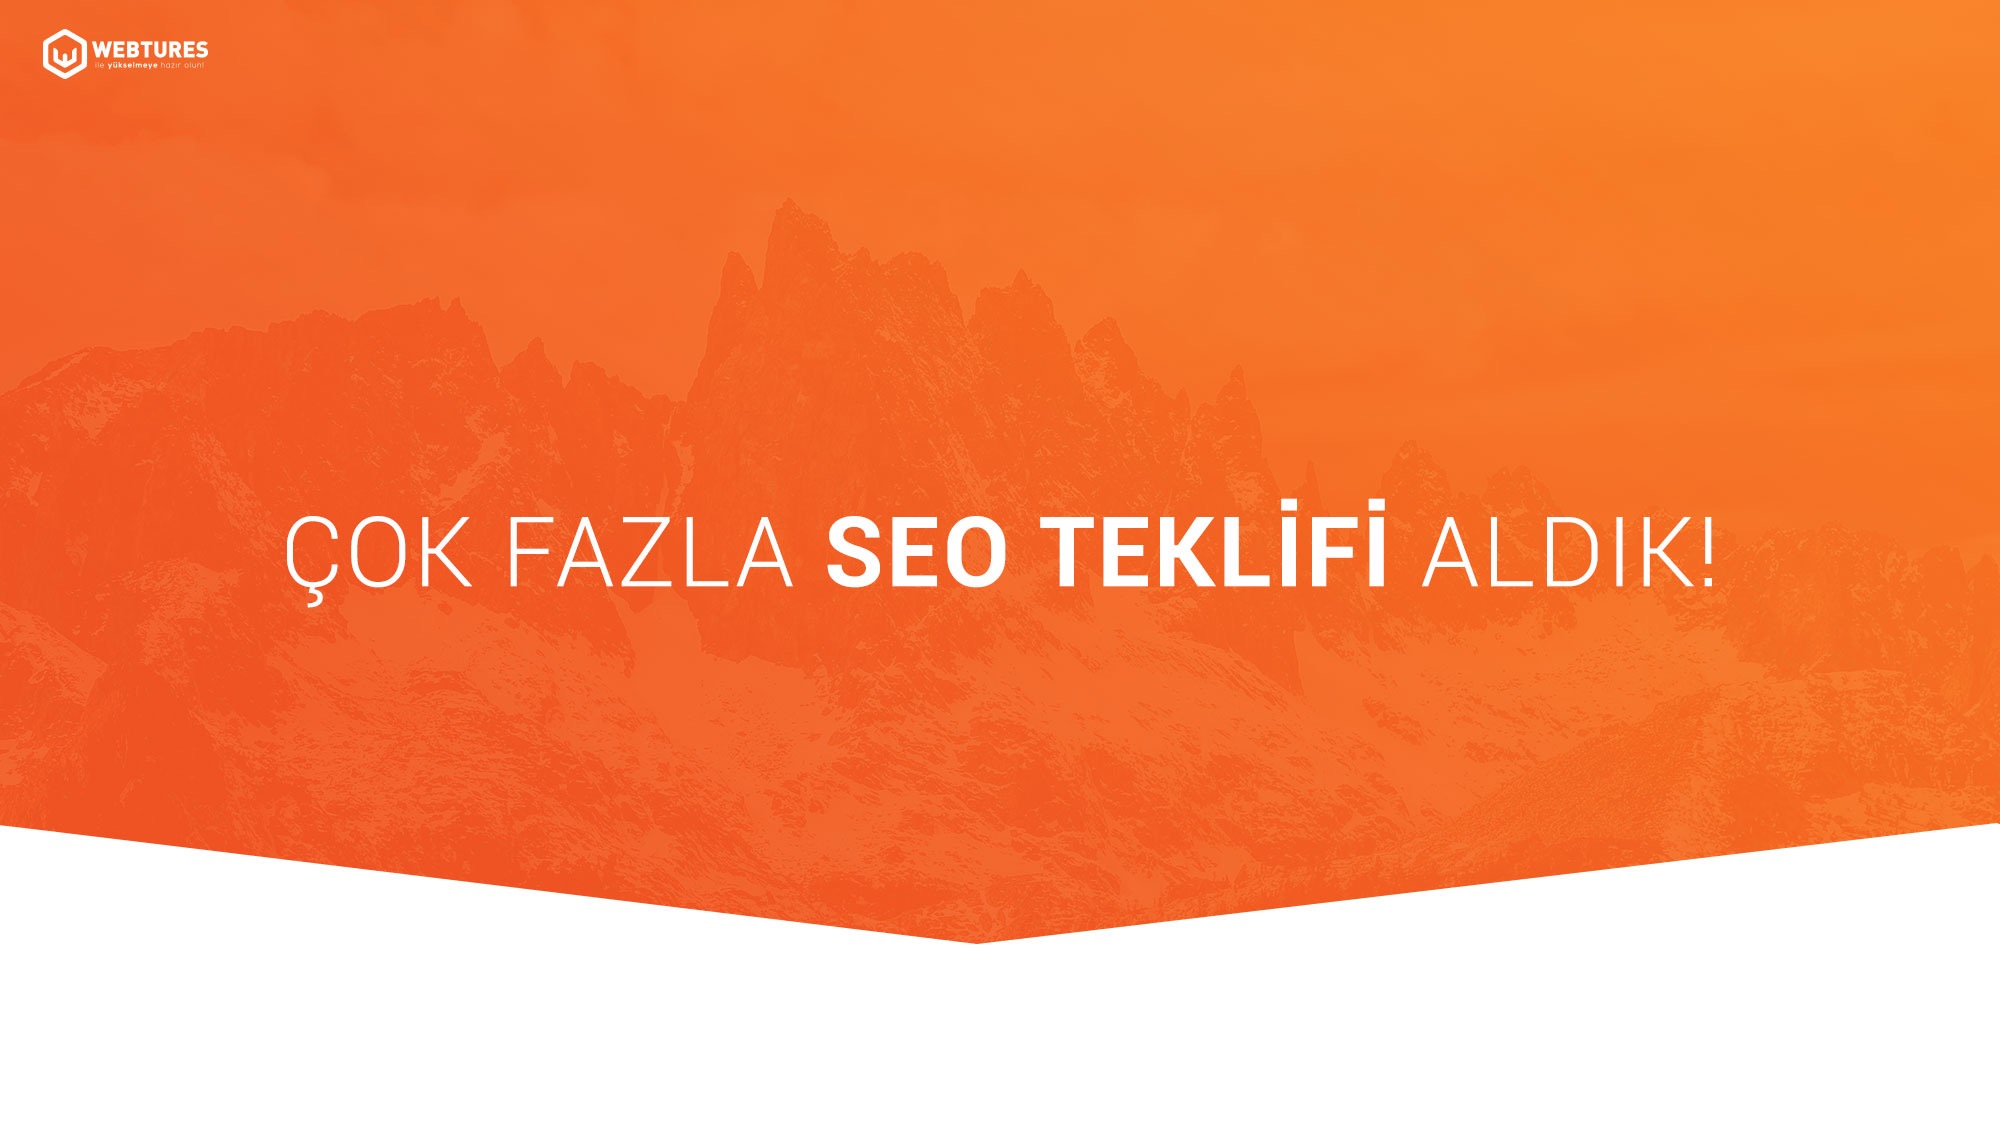 WEBTURES
ile yükselmeye hazır olun!
ÇOK FAZLA SEO TEKLİFİ ALDIK!